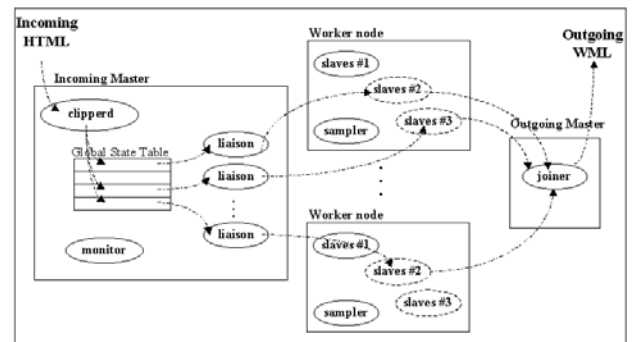 Incoming
HTML
Incoming Master
clipperd
Global State Table
liaison
liaison
liaison
monitor
Worker node
slaves #1
slaves #2
slaves #3
sampler
Worker node
slaves #1
slaves #2
slaves #3
sampler
Outgoing
WML
Outgoing Master
joiner